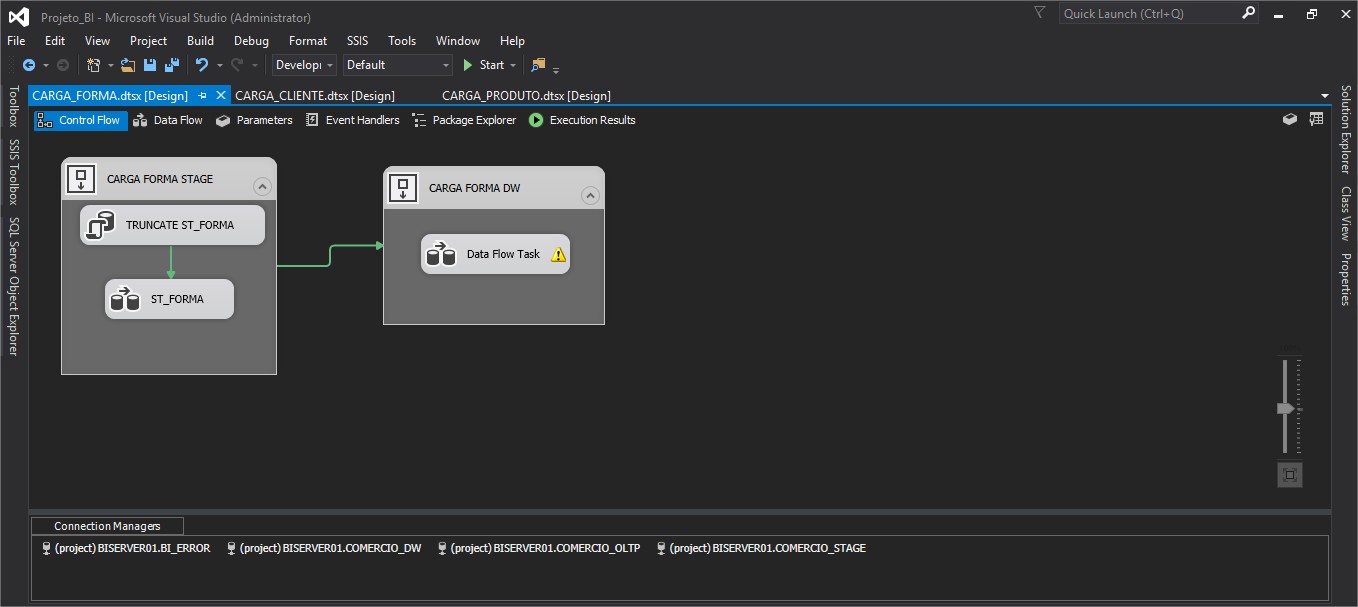 Projeto_BI - Microsoft Visual Studio (Administrator)
Quick Launch (Ctrl+Q)
File Edit View Project Build Debug Format SSIS Tools Window Help
Develop Default Start
CARGA_FORMA.dtsx [Design] CARGA_CLIENTE.dtsx [Design] CARGA_PRODUTO.dtsx [Design]
Control Flow Data Flow Parameters Event Handlers Package Explorer Execution Results
Toolbox
SSIS Toolbox
SQL Server Object Explorer
CARGA FORMA STAGE
TRUNCATE ST_FORMA
ST_FORMA
CARGA FORMA DW
Data Flow Task
Solution Explorer
Class View
Properties
Connection Managers
(project) BISERVER01.BI_ERROR (project) BISERVER01.COMERCIO_DW (project) BISERVER01.COMERCIO_OLTP (project) BISERVER01.COMERCIO_STAGE